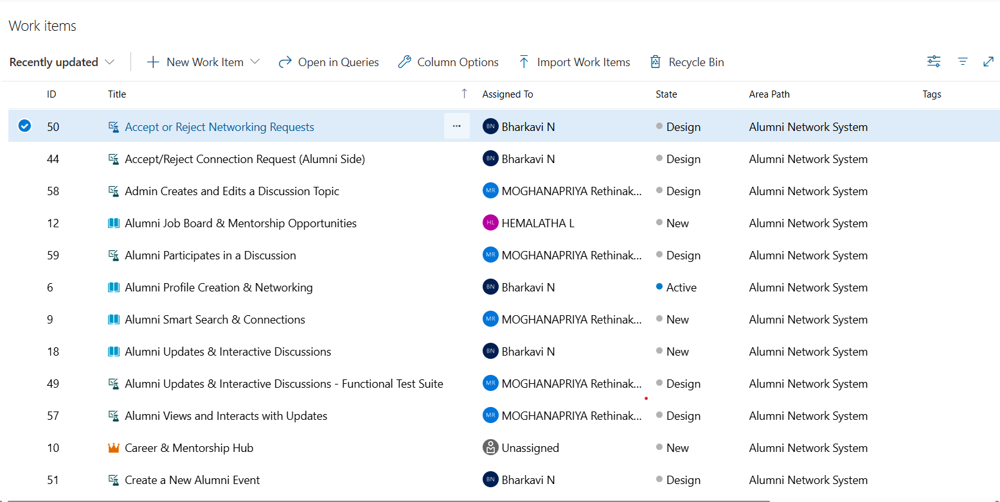 Work items
Recently updated New Work Item Open in Queries Column Options Import Work Items Recycle Bin
ID Title Assigned To State Area Path Tags
50 Accept or Reject Networking Requests ... BN Bharkavi N Design Alumni Network System
44 Accept/Reject Connection Request (Alumni Side) BN Bharkavi N Design Alumni Network System
58 Admin Creates and Edits a Discussion Topic MR MOGHANAPRIYA Rethinak... Design Alumni Network System
12 Alumni Job Board & Mentorship Opportunities HL HEMALATHA L New Alumni Network System
59 Alumni Participates in a Discussion MR MOGHANAPRIYA Rethinak... Design Alumni Network System
6 Alumni Profile Creation & Networking BN Bharkavi N Active Alumni Network System
9 Alumni Smart Search & Connections MR MOGHANAPRIYA Rethinak... New Alumni Network System
18 Alumni Updates & Interactive Discussions BN Bharkavi N New Alumni Network System
49 Alumni Updates & Interactive Discussions - Functional Test Suite MR MOGHANAPRIYA Rethinak... Design Alumni Network System
57 Alumni Views and Interacts with Updates MR MOGHANAPRIYA Rethinak... Design Alumni Network System
10 Career & Mentorship Hub Unassigned New Alumni Network System
51 Create a New Alumni Event BN Bharkavi N Design Alumni Network System